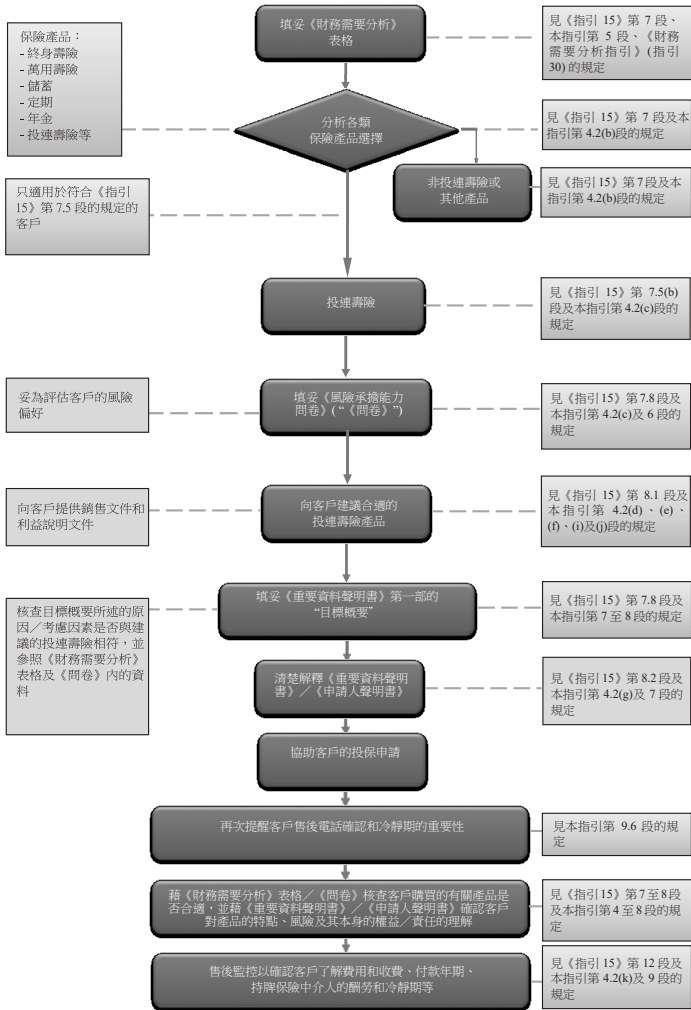 填妥《財務需要分析》
表格
見《指引 15》第 7 段、
本指引第 5 段、《財務
需要分析指引》(指引
30) 的規定
保險產品：
- 終身壽險
- 萬用壽險
- 儲蓄
- 定期
- 年金
- 投連壽險等
分析各類
保險產品選擇
見《指引 15》第 7 段及本
指引第 4.2(b)段的規定
非投連壽險或
其他產品
見《指引 15》第 7 段及本
指引第 4.2(b)段的規定
只適用於符合《指引
15》第 7.5 段的規定的
客戶
投連壽險
見《指引 15》第 7.5(b)
段及本指引第 4.2(c)段的
規定
妥為評估客戶的風險
偏好
填妥《風險承擔能力
問卷》( “《問卷》”)
見《指引 15》第 7.8 段及
本指引第 4.2(c)及 6 段的
規定
向客戶提供銷售文件和
利益說明文件
向客戶建議合適的
投連壽險產品
見《指引 15》第 8.1 段及
本指引第 4.2(d)、(e)、
(f)、(i)及(j)段的規定
核查目標概要所述的原
因／考慮因素是否與建
議的投連壽險相符，並
參照《財務需要分析》
表格及《問卷》內的資
料
填妥《重要資料聲明書》第一部的
“目標概要”
見《指引 15》第 7.8 段及
本指引第 7 至 8 段的規定
清楚解釋《重要資料聲明
書》／《申請人聲明書》
見《指引 15》第 8.2 段及
本指引第 4.2(g)及 7 段的
規定
協助客戶的投保申請
再次提醒客戶售後電話確認和冷靜期的重要性
見本指引第 9.6 段的規
定
藉《財務需要分析》表格／《問卷》核查客戶購買的有關產品是
否合適，並藉《重要資料聲明書》／《申請人聲明書》確認客戶
對產品的特點、風險及其本身的權益／責任的理解
見《指引 15》第 7 至 8 段
及本指引第 4 至 8 段的規
定
售後監控以確認客戶了解費用和收費、付款年期、
持牌保險中介人的酬勞和冷靜期等
見《指引 15》第 12 段及
本指引第 4.2(k)及 9 段的
規定